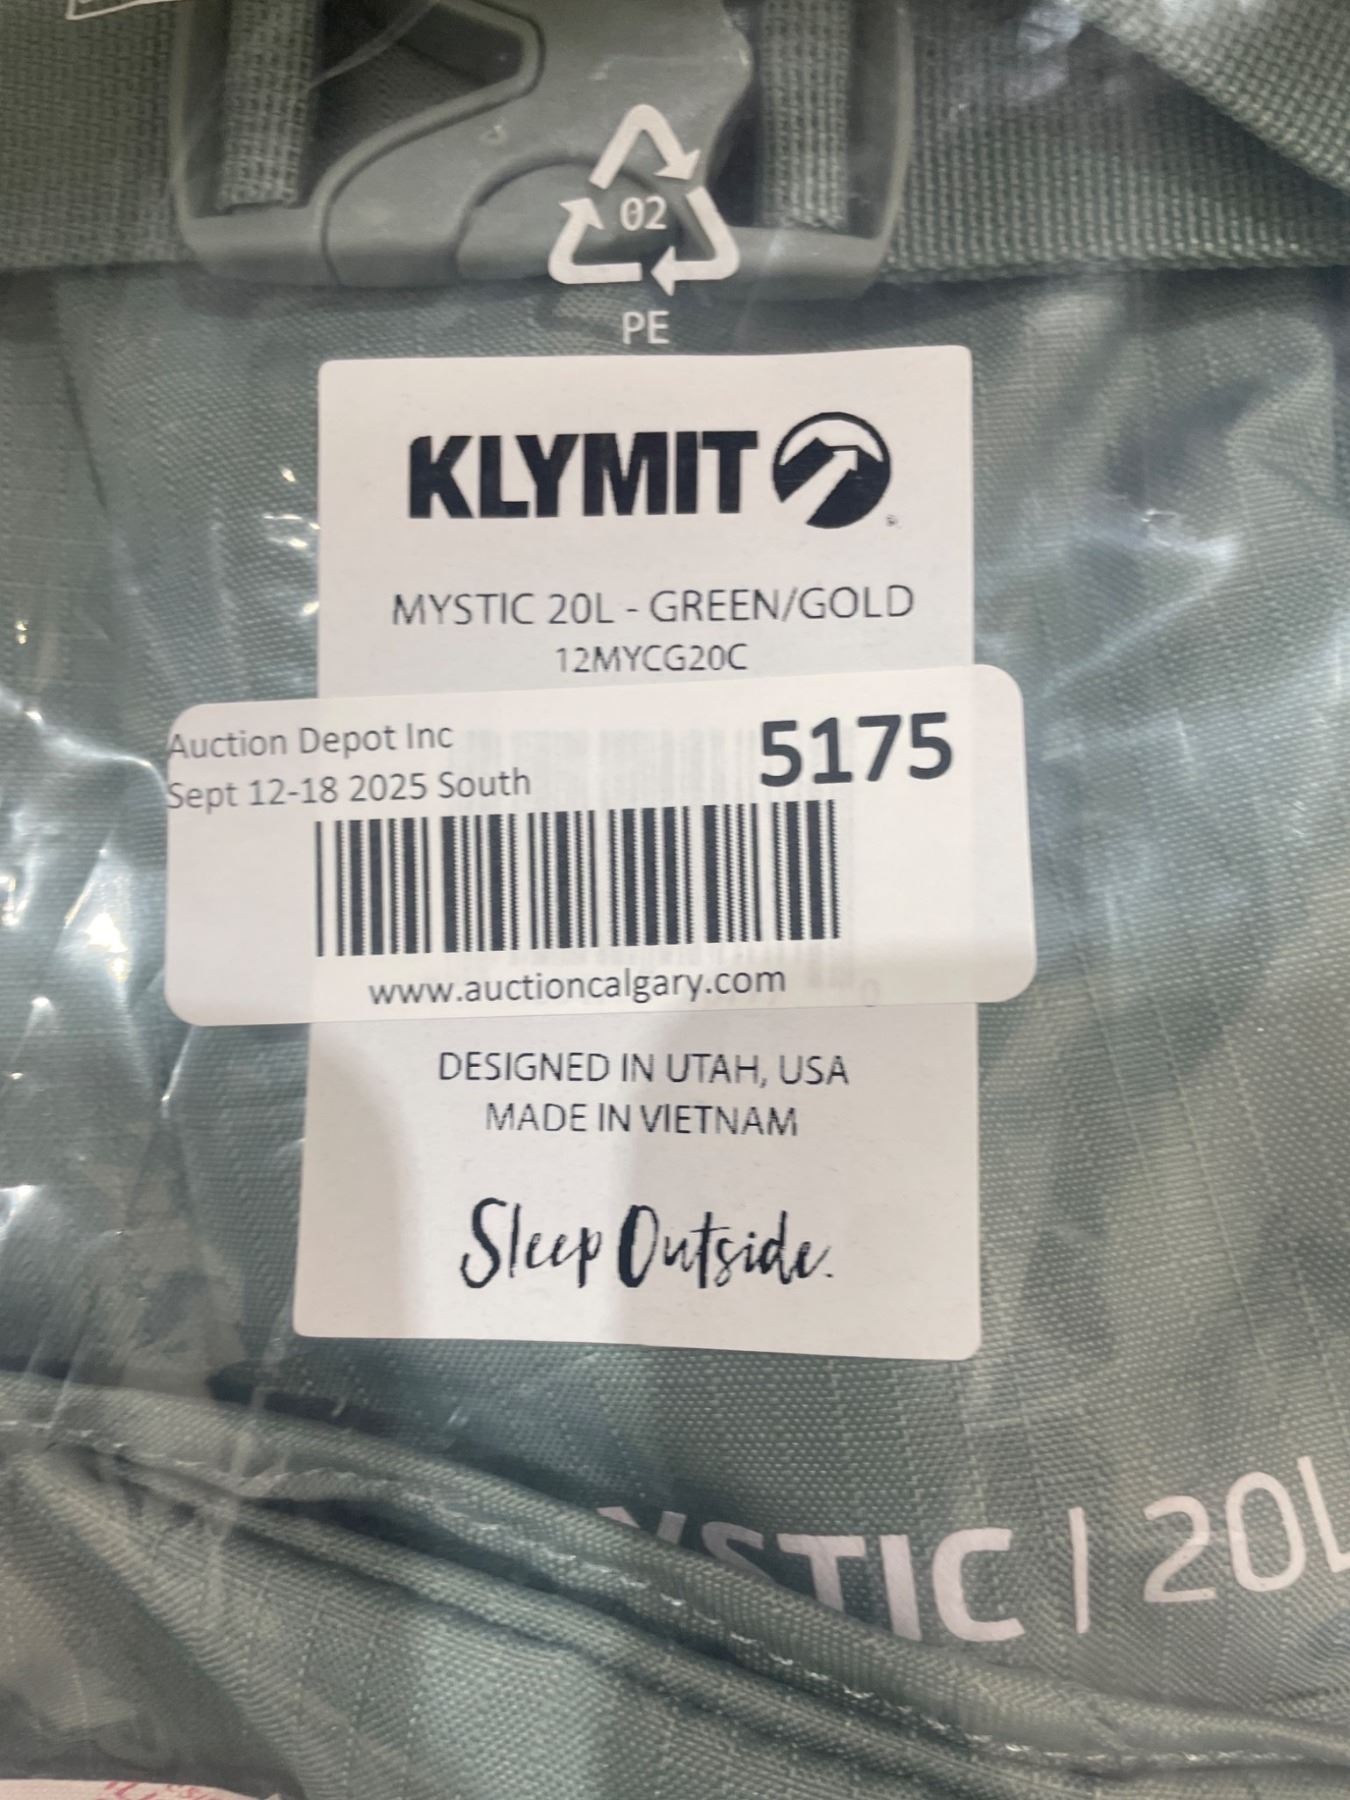 02
PE
KLYMIT
MYSTIC 20L - GREEN/GOLD
12MYCG20C
Auction Depot Inc
5175
Sept 12-18 2025 South
www.auctioncalgary.com
DESIGNED IN UTAH, USA
MADE IN VIETNAM
Sleep Outside.
YSTIC | 20L